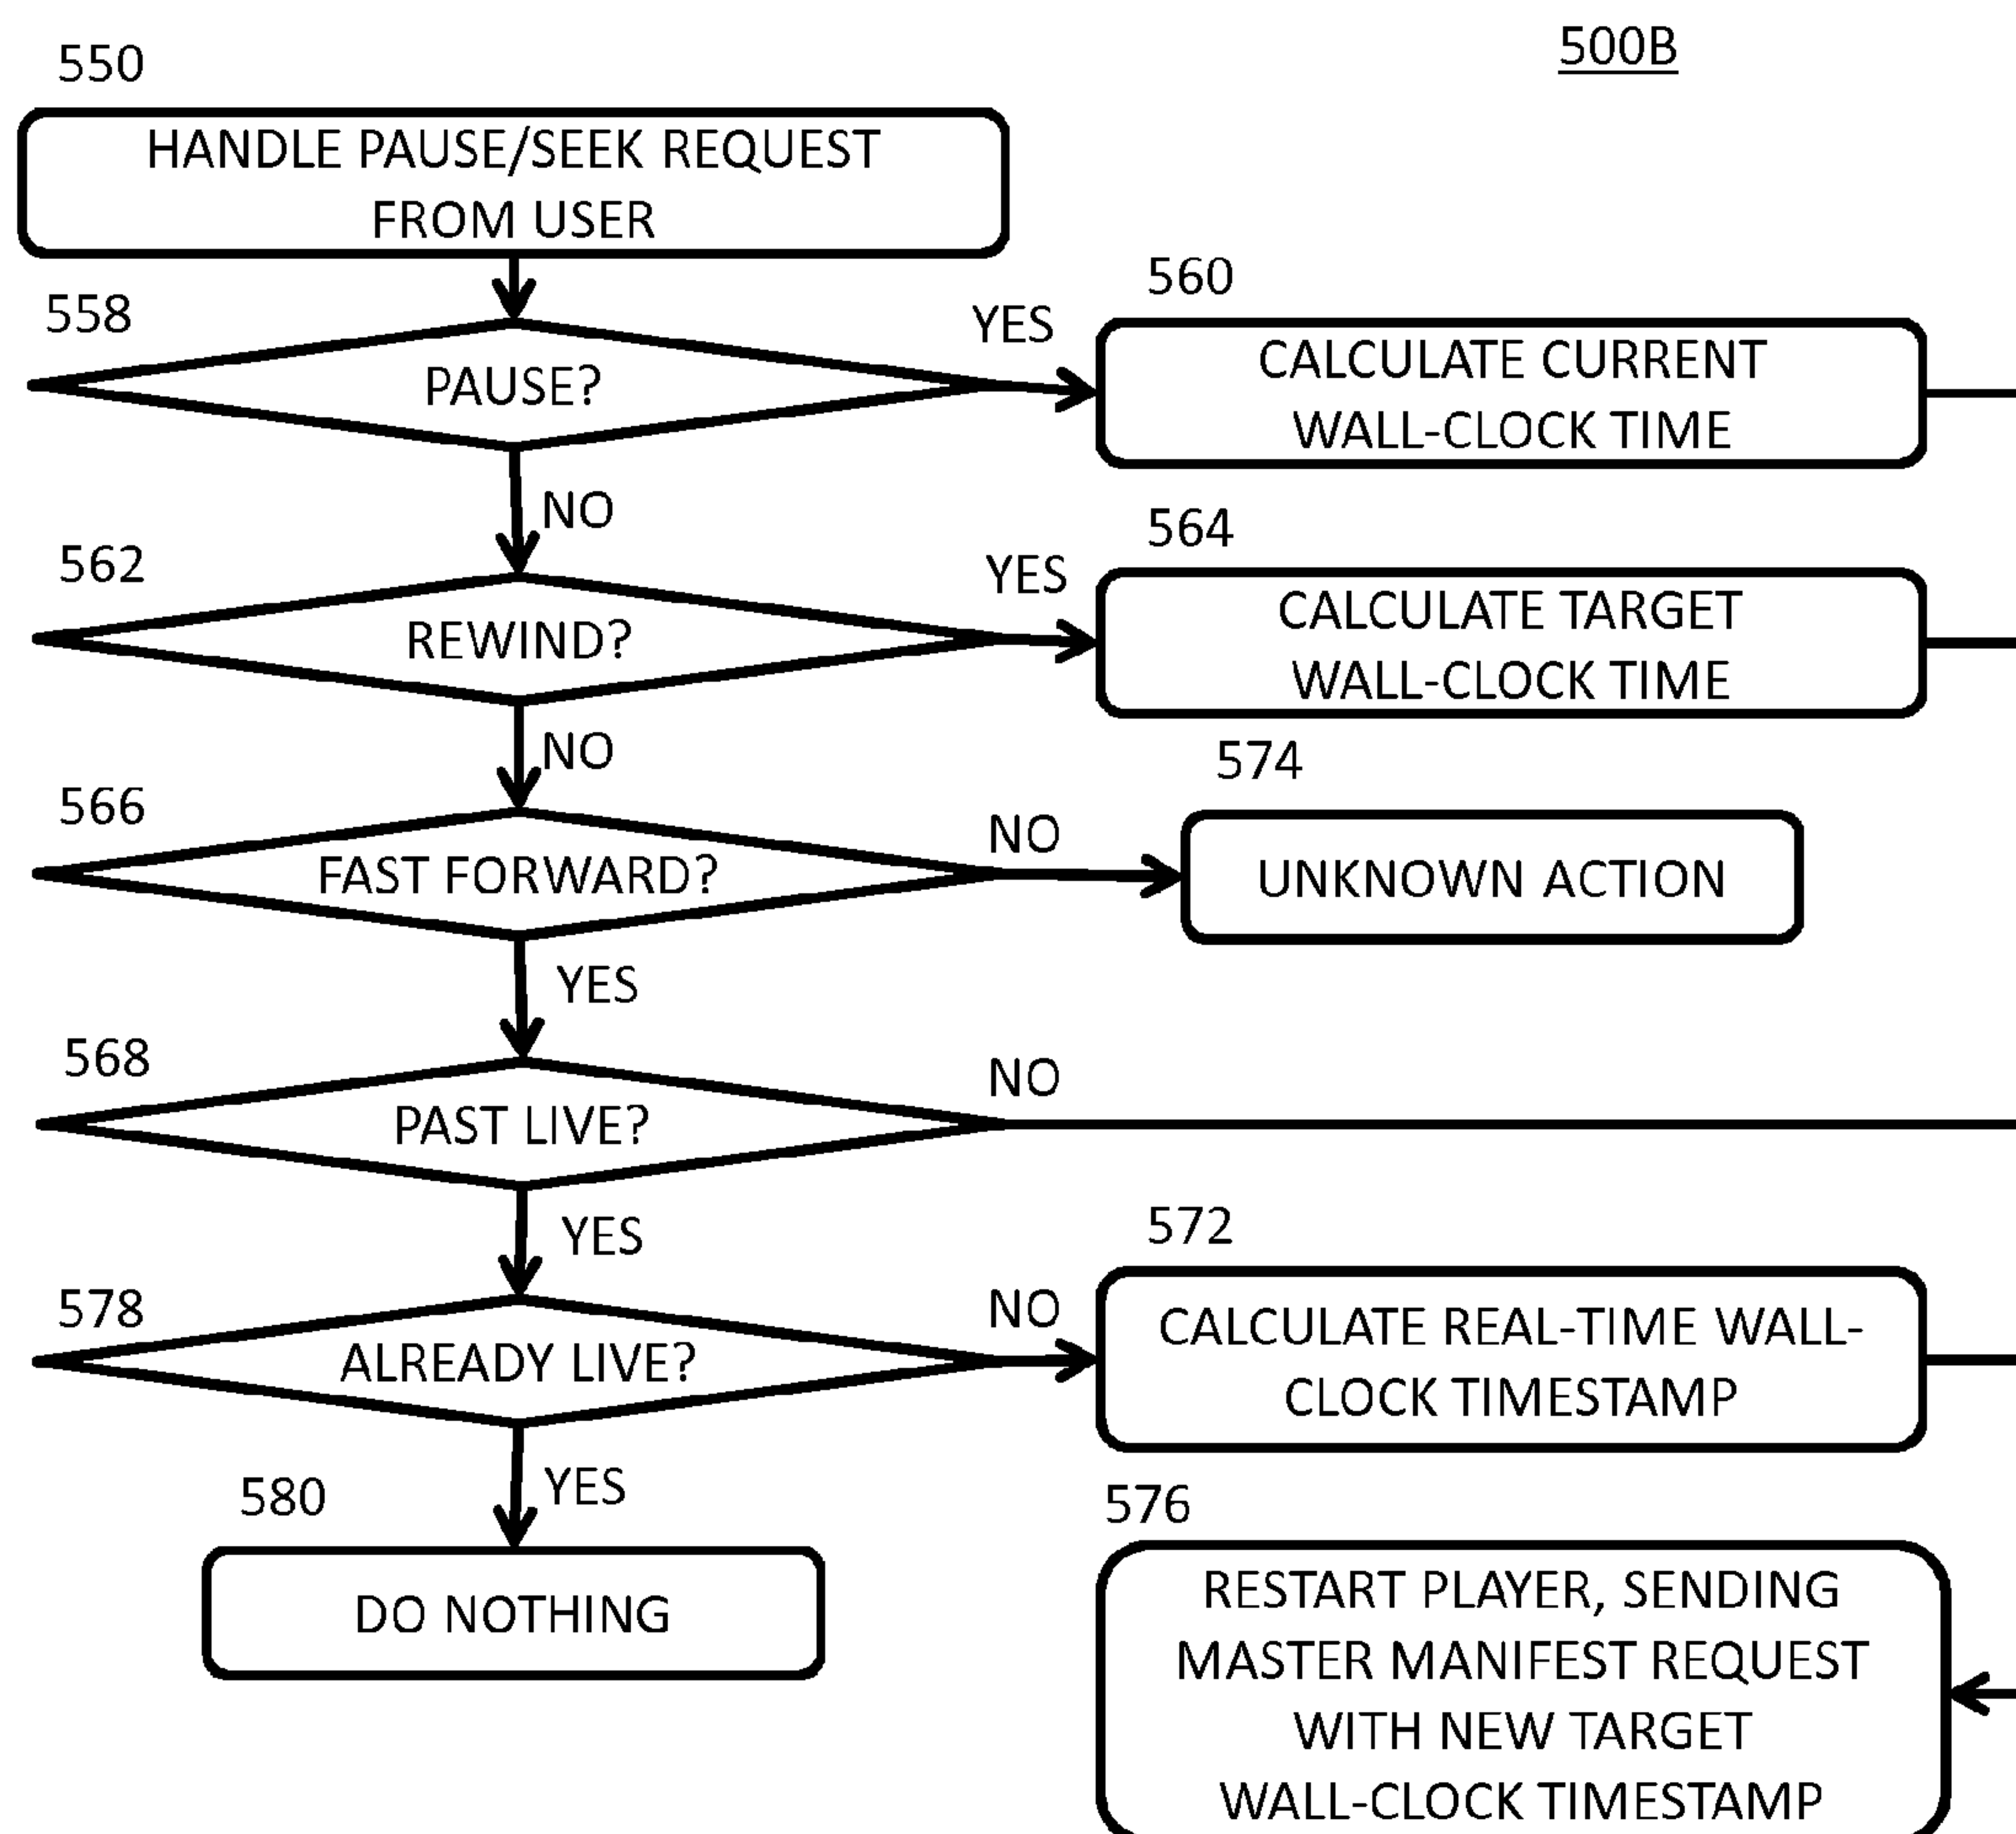 500B
550
HANDLE PAUSE/SEEK REQUEST
FROM USER
558
PAUSE?
YES
560
CALCULATE CURRENT
WALL-CLOCK TIME
NO
562
REWIND?
YES
564
CALCULATE TARGET
WALL-CLOCK TIME
NO
566
FAST FORWARD?
NO
574
UNKNOWN ACTION
YES
568
PAST LIVE?
NO
YES
578
ALREADY LIVE?
NO
572
CALCULATE REAL-TIME WALL-
CLOCK TIMESTAMP
YES
580
DO NOTHING
576
RESTART PLAYER, SENDING
MASTER MANIFEST REQUEST
WITH NEW TARGET
WALL-CLOCK TIMESTAMP